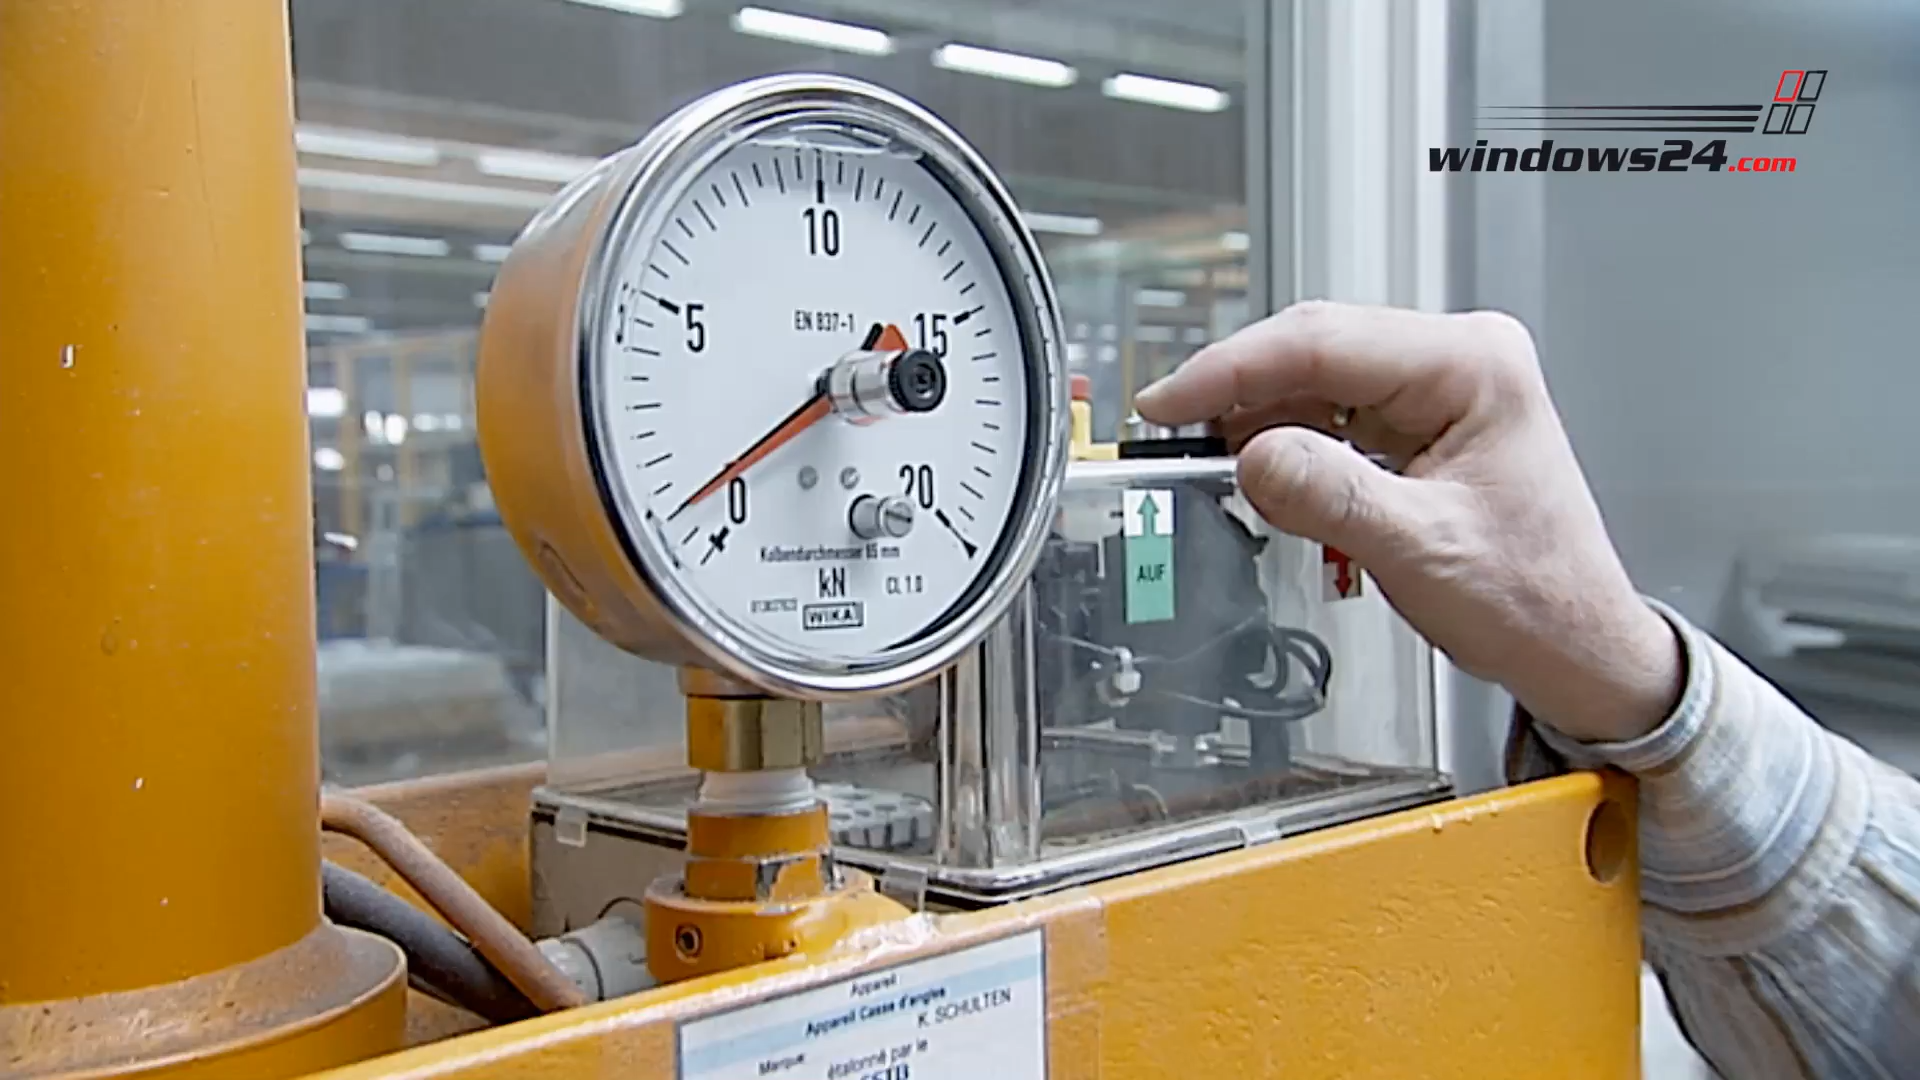 windows24.com
10
5
15
EN 837-1
0
20
Kolbendurchmesser 85 mm
kN
CL 1.0
WIKA
AUF
Appareil
Appareil Casse d'angles
K. SCHULTEN
Marque
étalonné par le